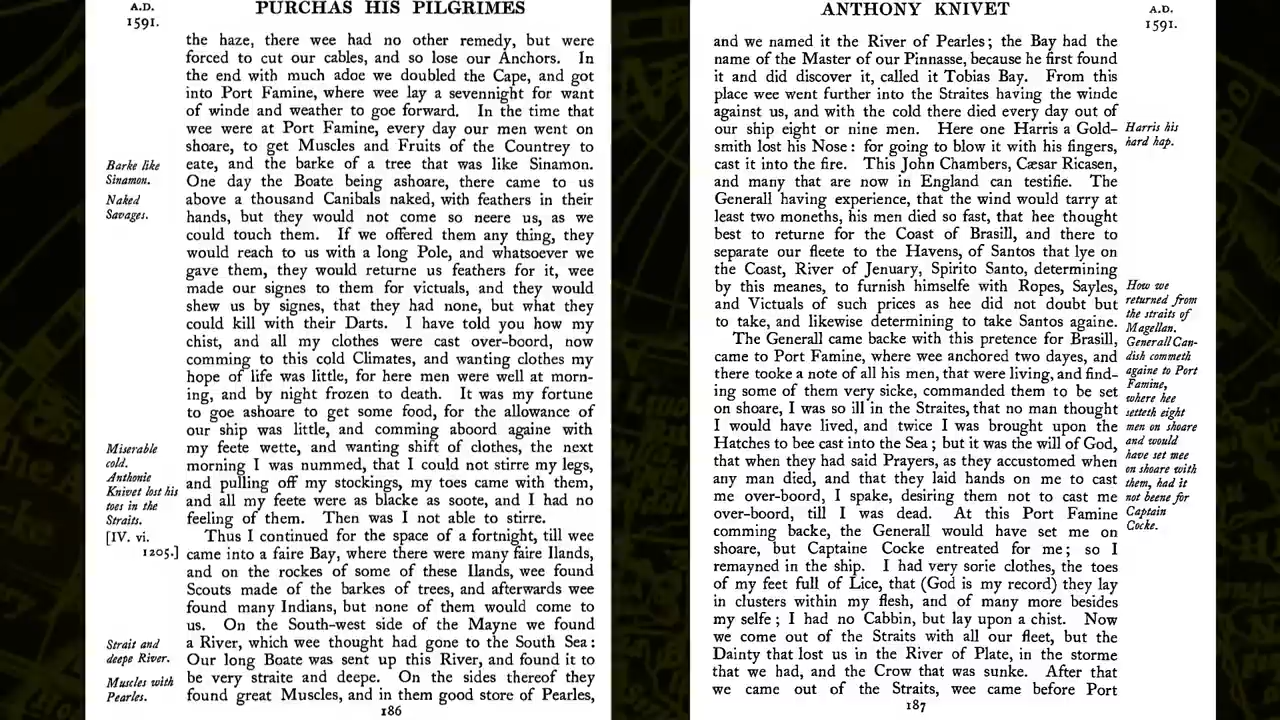 A.D.
1591.
PURCHAS HIS PILGRIMES
the haze, there wee had no other remedy, but were
forced to cut our cables, and so lose our Anchors. In
the end with much adoe we doubled the Cape, and got
into Port Famine, where wee lay a sevennight for want
of winde and weather to goe forward. In the time that
wee were at Port Famine, every day our men went on
shoare, to get Muscles and Fruits of the Countrey to
Barke like
Sinamon.
eate, and the barke of a tree that was like Sinamon.
One day the Boate being ashoare, there came to us
Naked
Savages.
above a thousand Canibals naked, with feathers in their
hands, but they would not come so neere us, as we
could touch them. If we offered them any thing, they
would reach to us with a long Pole, and whatsoever we
gave them, they would returne us feathers for it, wee
made our signes to them for victuals, and they would
shew us by signes, that they had none, but what they
could kill with their Darts. I have told you how my
chist, and all my clothes were cast over-boord, now
comming to this cold Climates, and wanting clothes my
hope of life was little, for here men were well at morn-
ing, and by night frozen to death. It was my fortune
to goe ashoare to get some food, for the allowance of
our ship was little, and comming aboord againe with
Miserable
cold.
Anthonie
Knivet lost his
toes in the
Straits.
my feete wette, and wanting shift of clothes, the next
morning I was nummed, that I could not stirre my legs,
and pulling off my stockings, my toes came with them,
and all my feete were as blacke as soote, and I had no
feeling of them. Then was I not able to stirre.
[IV. vi.
1205.]
Thus I continued for the space of a fortnight, till wee
came into a faire Bay, where there were many faire Ilands,
and on the rockes of some of these Ilands, wee found
Scouts made of the barkes of trees, and afterwards wee
found many Indians, but none of them would come to
us. On the South-west side of the Mayne we found
Strait and
deepe River.
a River, which wee thought had gone to the South Sea:
Our long Boate was sent up this River, and found it to
Muscles with
Pearles.
be very straite and deepe. On the sides thereof they
found great Muscles, and in them good store of Pearles,
186
ANTHONY KNIVET
A.D.
1591.
and we named it the River of Pearles; the Bay had the
name of the Master of our Pinnasse, because he first found
it and did discover it, called it Tobias Bay. From this
place wee went further into the Straites having the winde
against us, and with the cold there died every day out of
our ship eight or nine men. Here one Harris a Gold-
smith lost his Nose: for going to blow it with his fingers,
Harris his
hard hap.
cast it into the fire. This John Chambers, Cæsar Ricasen,
and many that are now in England can testifie. The
Generall having experience, that the wind would tarry at
least two moneths, his men died so fast, that hee thought
best to returne for the Coast of Brasill, and there to
separate our fleete to the Havens, of Santos that lye on
the Coast, River of Jenuary, Spirito Santo, determining
by this meanes, to furnish himselfe with Ropes, Sayles,
and Victuals of such prices as hee did not doubt but
to take, and likewise determining to take Santos againe.
How we
returned from
the straits of
Magellan.
Generall Can-
dish commeth
againe to Port
Famine,
where hee
setteth eight
men on shoare
and would
have set mee
on shoare with
them, had it
not beene for
Captain
Cocke.
The Generall came backe with this pretence for Brasill,
came to Port Famine, where wee anchored two dayes, and
there tooke a note of all his men, that were living, and find-
ing some of them very sicke, commanded them to be set
on shoare, I was so ill in the Straites, that no man thought
I would have lived, and twice I was brought upon the
Hatches to bee cast into the Sea; but it was the will of God,
that when they had said Prayers, as they accustomed when
any man died, and that they laid hands on me to cast
me over-boord, I spake, desiring them not to cast me
over-boord, till I was dead. At this Port Famine
comming backe, the Generall would have set me on
shoare, but Captaine Cocke entreated for me; so I
remayned in the ship. I had very sorie clothes, the toes
of my feet full of Lice, that (God is my record) they lay
in clusters within my flesh, and of many more besides
my selfe; I had no Cabbin, but lay upon a chist. Now
we come out of the Straits with all our fleet, but the
Dainty that lost us in the River of Plate, in the storme
that we had, and the Crow that was sunke. After that
we came out of the Straits, wee came before Port
187